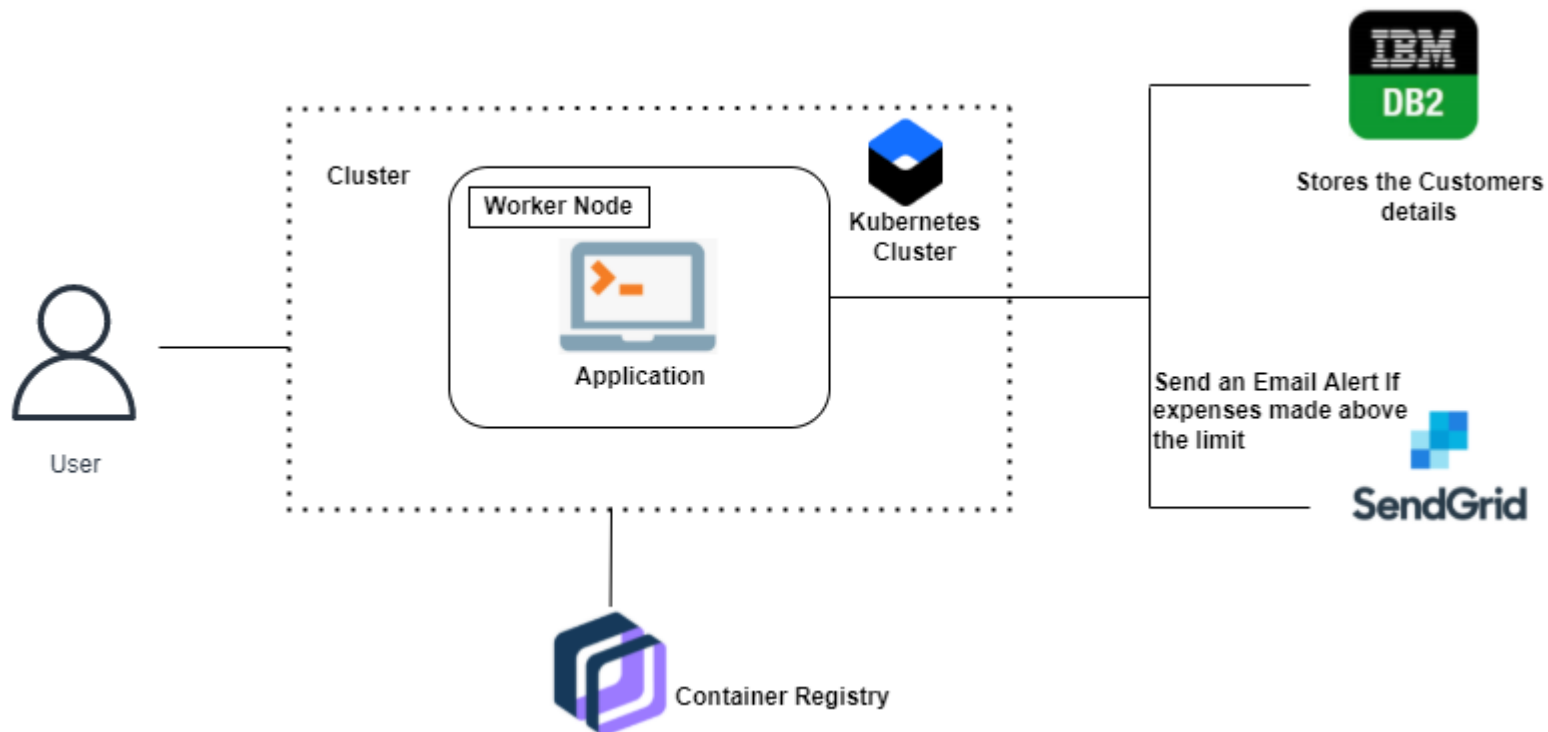 IBM
DB2
Stores the Customers
details
Cluster
Worker Node
Kubernetes
Cluster
Application
User
Send an Email Alert If
expenses made above
the limit
SendGrid
Container Registry